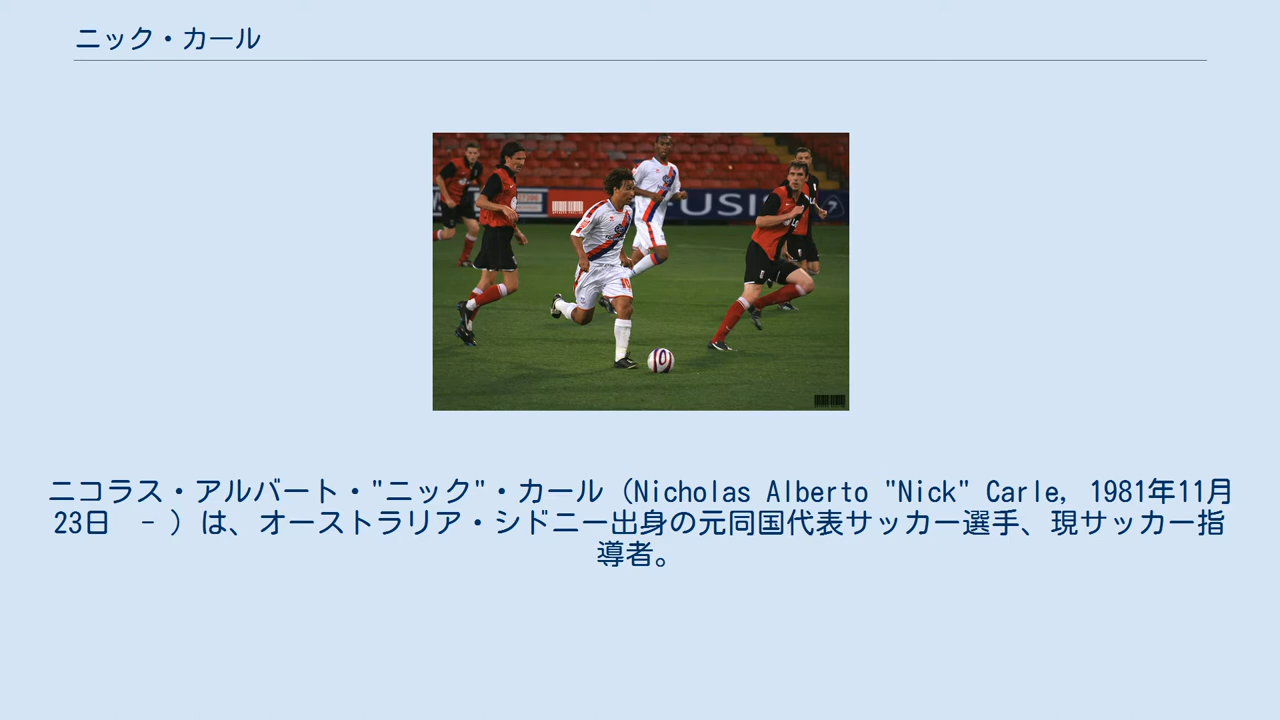 ニック・カール
USI
10
ニコラス・アルバート・"ニック"・カール（Nicholas Alberto "Nick" Carle, 1981年11月
23日　- ）は、オーストラリア・シドニー出身の元同国代表サッカー選手、現サッカー指
導者。